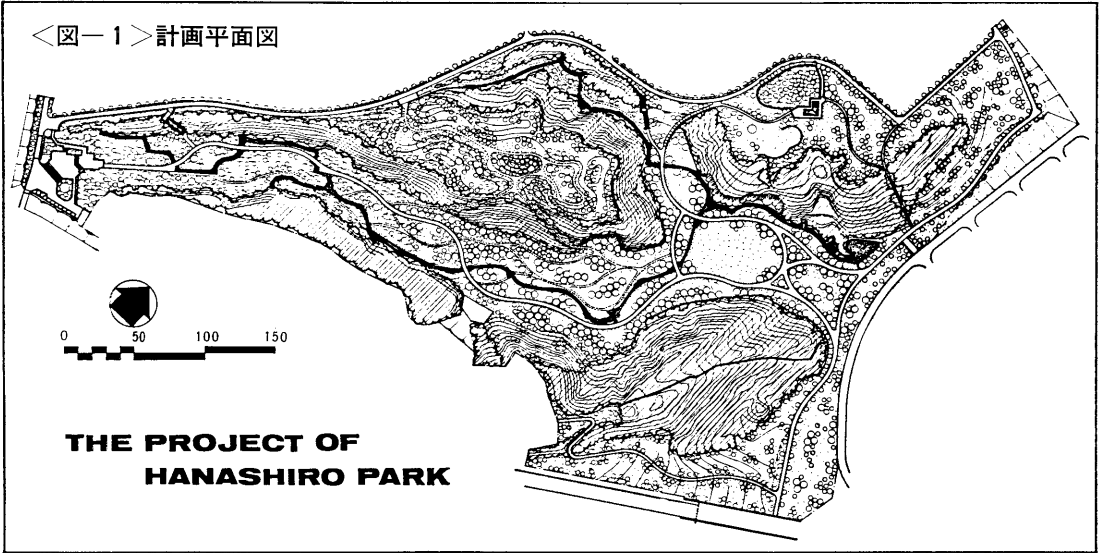 ＜図－1＞計画平面図
0 50 100 150
THE PROJECT OF
HANASHIRO PARK